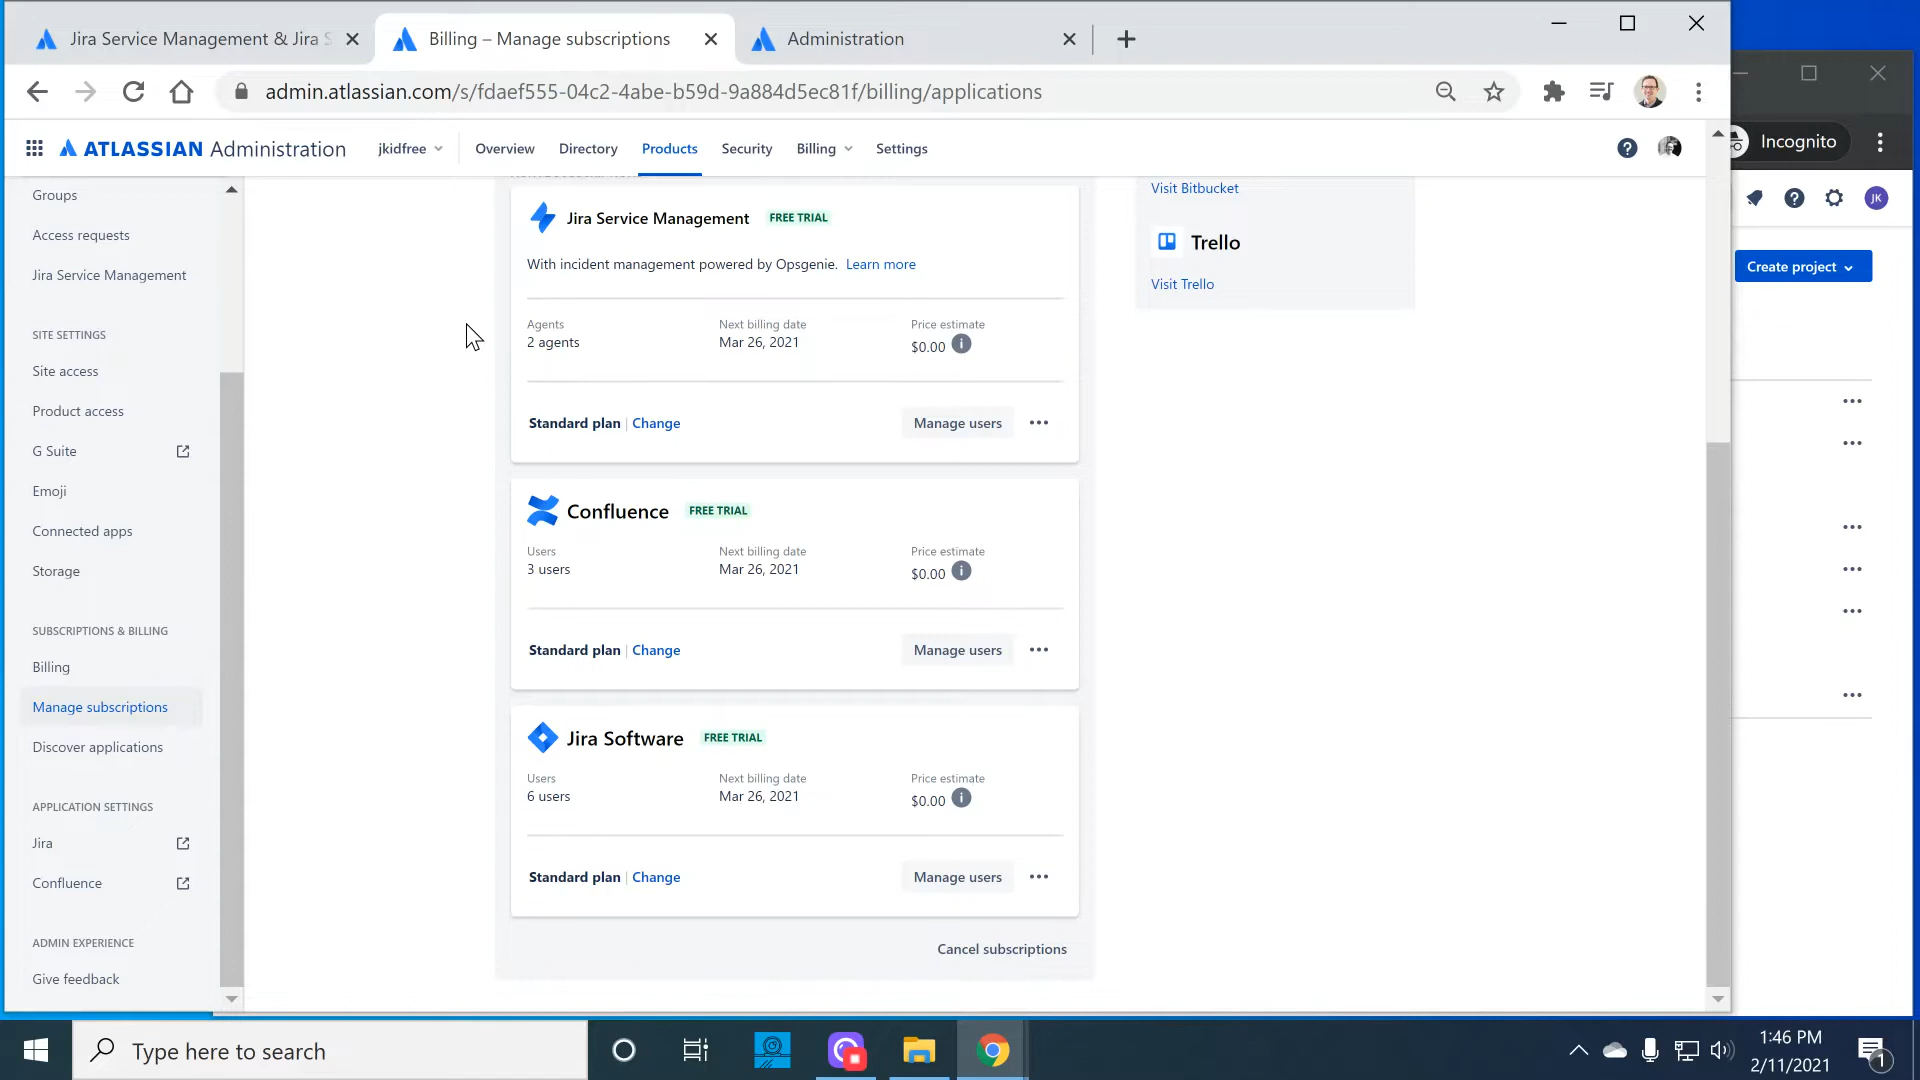 Jira Service Management & Jira S
Billing – Manage subscriptions
Administration
admin.atlassian.com/s/fdaef555-04c2-4abe-b59d-9a884d5ec81f/billing/applications
Incognito
ATLASSIAN Administration
jkidfree
Overview
Directory
Products
Security
Billing
Settings
JK
Create project
Groups
Access requests
Jira Service Management
SITE SETTINGS
Site access
Product access
G Suite
Emoji
Connected apps
Storage
SUBSCRIPTIONS & BILLING
Billing
Manage subscriptions
Discover applications
APPLICATION SETTINGS
Jira
Confluence
ADMIN EXPERIENCE
Give feedback
Jira Service Management FREE TRIAL
With incident management powered by Opsgenie. Learn more
Agents
2 agents
Next billing date
Mar 26, 2021
Price estimate
$0.00
Standard plan | Change
Manage users
Confluence FREE TRIAL
Users
3 users
Next billing date
Mar 26, 2021
Price estimate
$0.00
Standard plan | Change
Manage users
Jira Software FREE TRIAL
Users
6 users
Next billing date
Mar 26, 2021
Price estimate
$0.00
Standard plan | Change
Manage users
Cancel subscriptions
Visit Bitbucket
Trello
Visit Trello
Type here to search
1:46 PM
2/11/2021
1